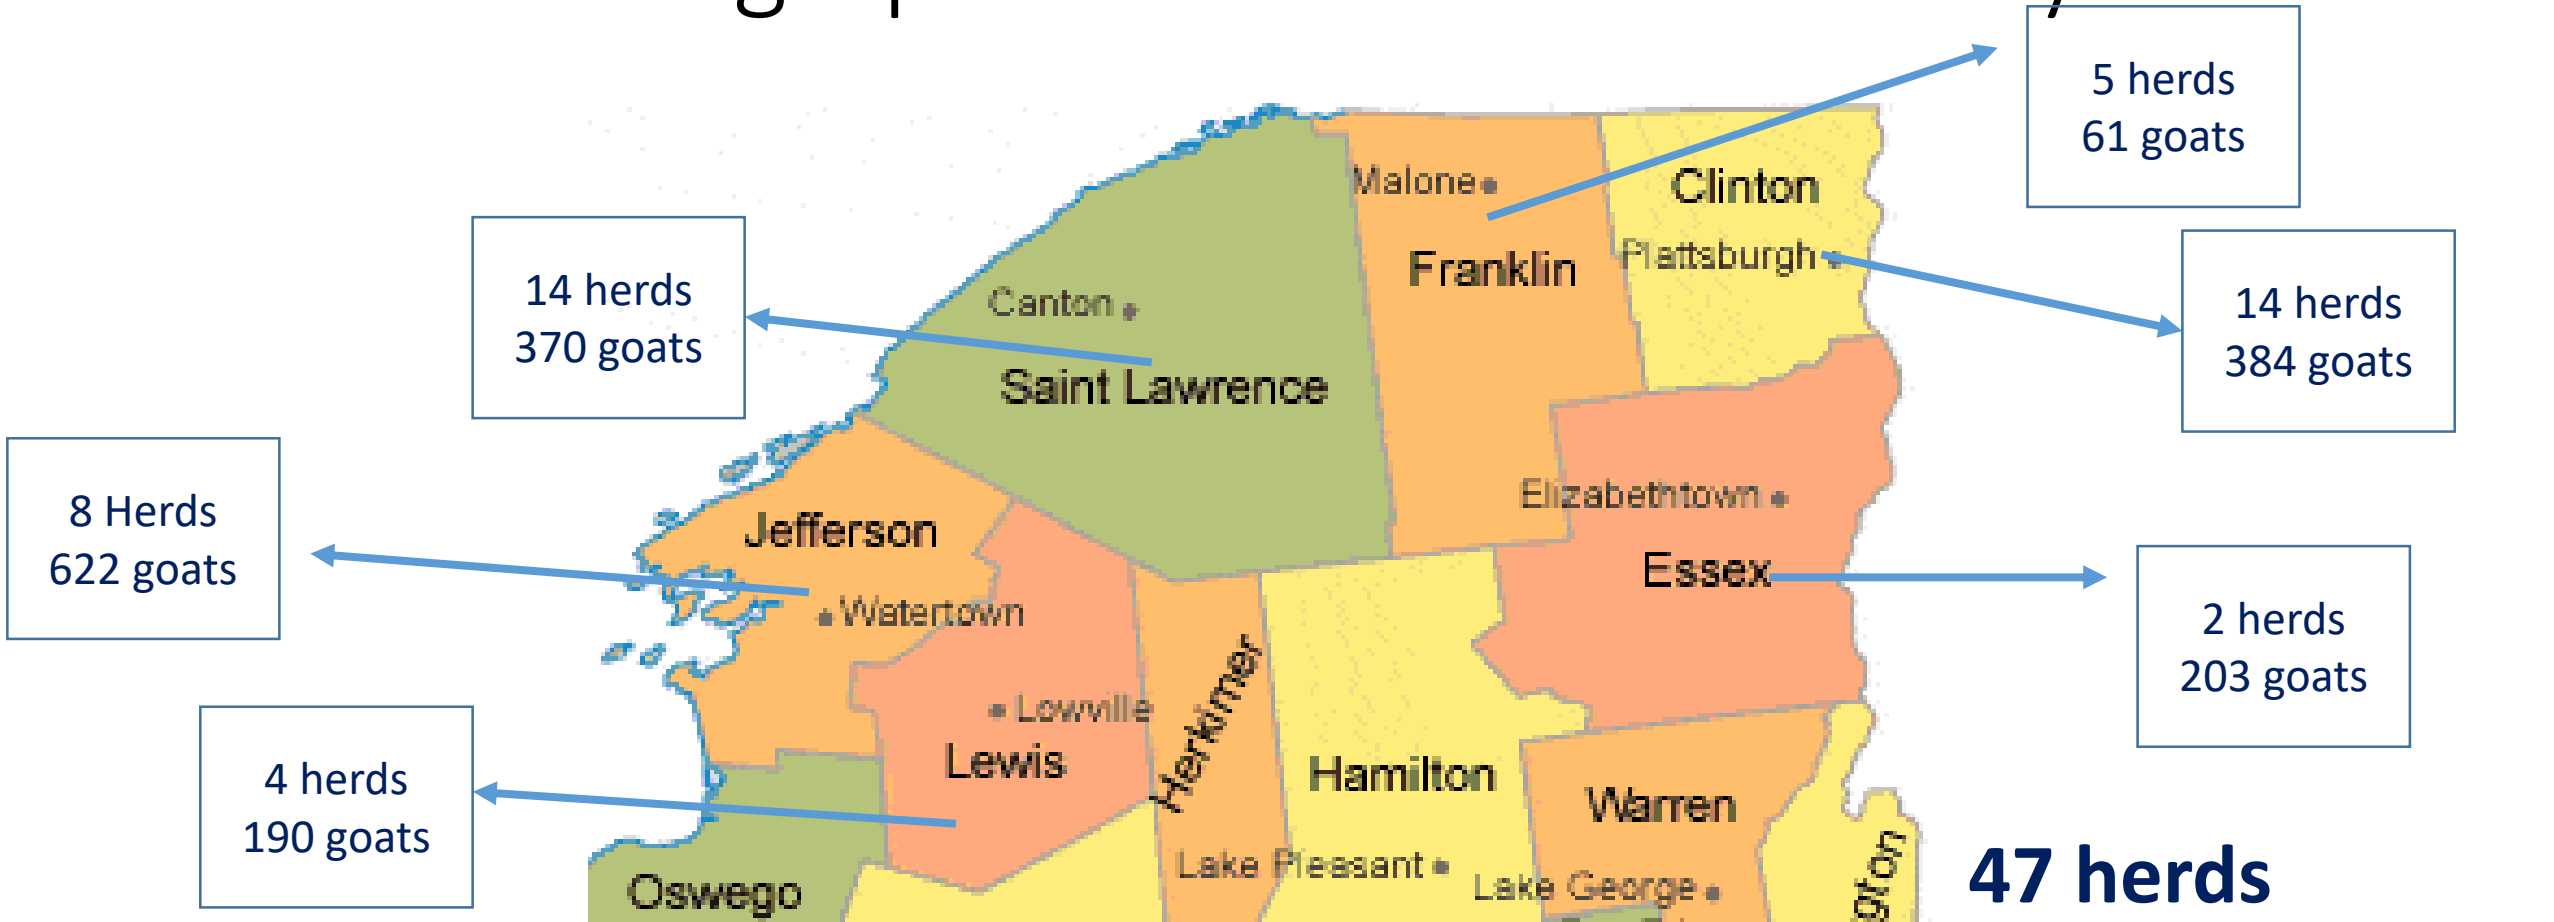 5 herds
61 goats
Malone
Clinton
14 herds
370 goats
Franklin
Plattsburgh
14 herds
384 goats
Canton
Saint Lawrence
8 Herds
622 goats
Jefferson
Elizabethtown
Essex
Watertown
2 herds
203 goats
Herkimer
Lowville
Lewis
4 herds
190 goats
Hamilton
Warren
Lake Pleasant
Lake George
Oswego
gton
47 herds